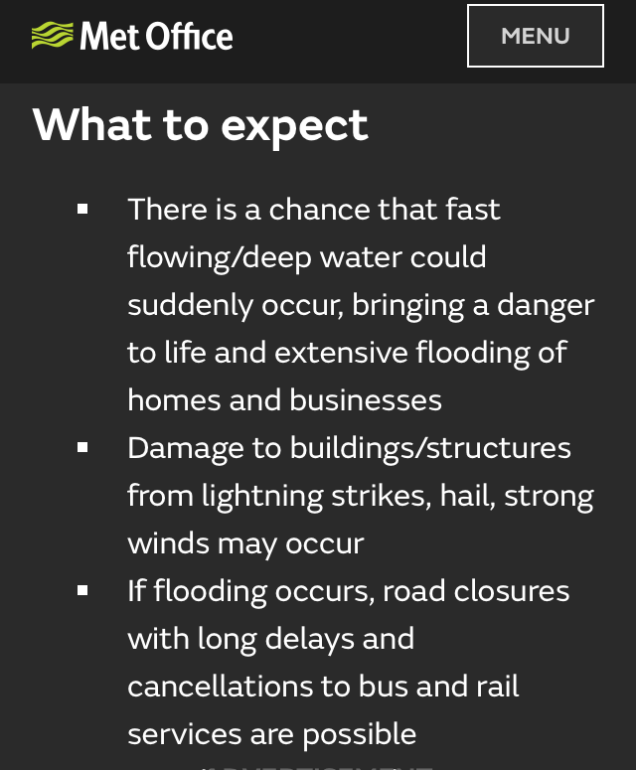 Met Office
MENU
What to expect
▪ There is a chance that fast
flowing/deep water could
suddenly occur, bringing a danger
to life and extensive flooding of
homes and businesses
▪ Damage to buildings/structures
from lightning strikes, hail, strong
winds may occur
▪ If flooding occurs, road closures
with long delays and
cancellations to bus and rail
services are possible